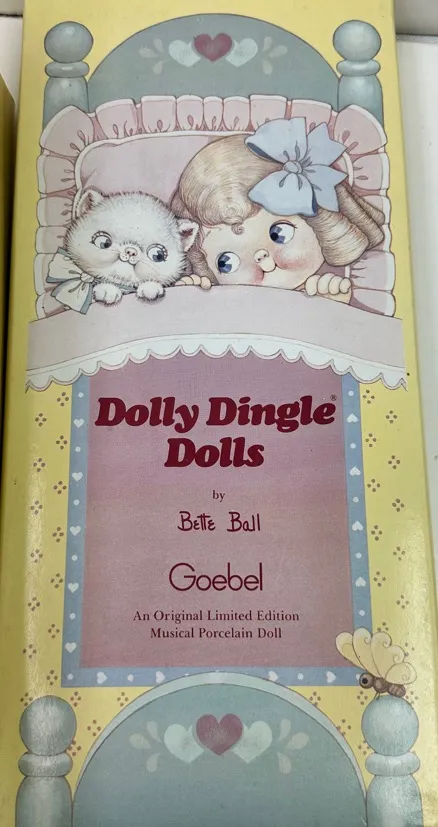 Dolly Dingle®
Dolls
by
Bette Ball
Goebel
An Original Limited Edition
Musical Porcelain Doll